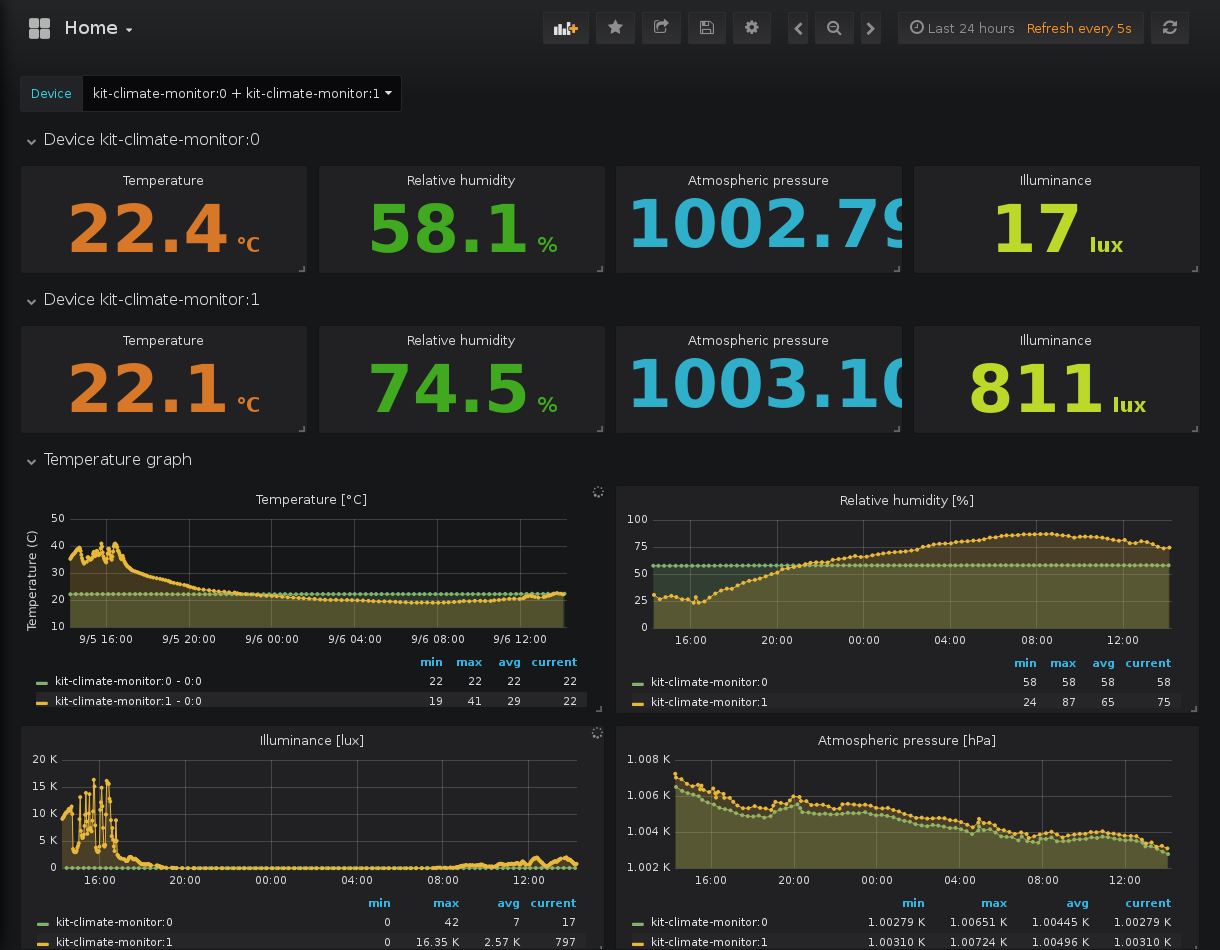 Home
Last 24 hours Refresh every 5s
Device kit-climate-monitor:0 + kit-climate-monitor:1
Device kit-climate-monitor:0
Temperature Relative humidity Atmospheric pressure Illuminance
22.4 °C 58.1 % 1002.79 17 lux
Device kit-climate-monitor:1
Temperature Relative humidity Atmospheric pressure Illuminance
22.1 °C 74.5 % 1003.10 811 lux
Temperature graph
Temperature [°C]
Temperature (C)
50
40
30
20
10
9/5 16:00 9/5 20:00 9/6 00:00 9/6 04:00 9/6 08:00 9/6 12:00
min max avg current
kit-climate-monitor:0 - 0:0 22 22 22 22
kit-climate-monitor:1 - 0:0 19 41 29 22
Relative humidity [%]
100
75
50
25
0
16:00 20:00 00:00 04:00 08:00 12:00
min max avg current
kit-climate-monitor:0 58 58 58 58
kit-climate-monitor:1 24 87 65 75
Illuminance [lux]
20 K
15 K
10 K
5 K
0
16:00 20:00 00:00 04:00 08:00 12:00
min max avg current
kit-climate-monitor:0 0 42 7 17
kit-climate-monitor:1 0 16.35 K 2.57 K 797
Atmospheric pressure [hPa]
1.008 K
1.006 K
1.004 K
1.002 K
16:00 20:00 00:00 04:00 08:00 12:00
min max avg current
kit-climate-monitor:0 1.00279 K 1.00651 K 1.00445 K 1.00279 K
kit-climate-monitor:1 1.00310 K 1.00724 K 1.00496 K 1.00310 K